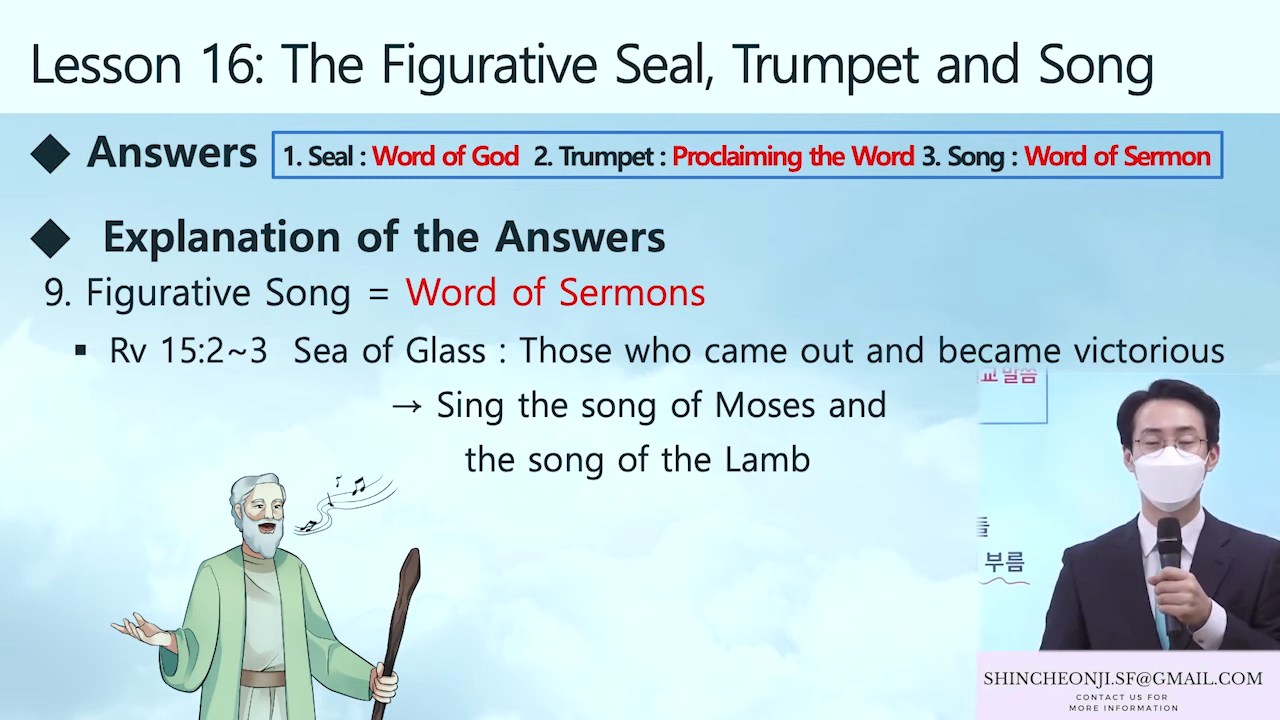 Lesson 16: The Figurative Seal, Trumpet and Song
◆ Answers 1. Seal : Word of God 2. Trumpet : Proclaiming the Word 3. Song : Word of Sermon
◆ Explanation of the Answers
9. Figurative Song = Word of Sermons
▪ Rv 15:2~3 Sea of Glass : Those who came out and became victorious
→ Sing the song of Moses and
the song of the Lamb
말씀
부름
SHINCHEONJI.SF@GMAIL.COM
CONTACT US FOR
MORE INFORMATION